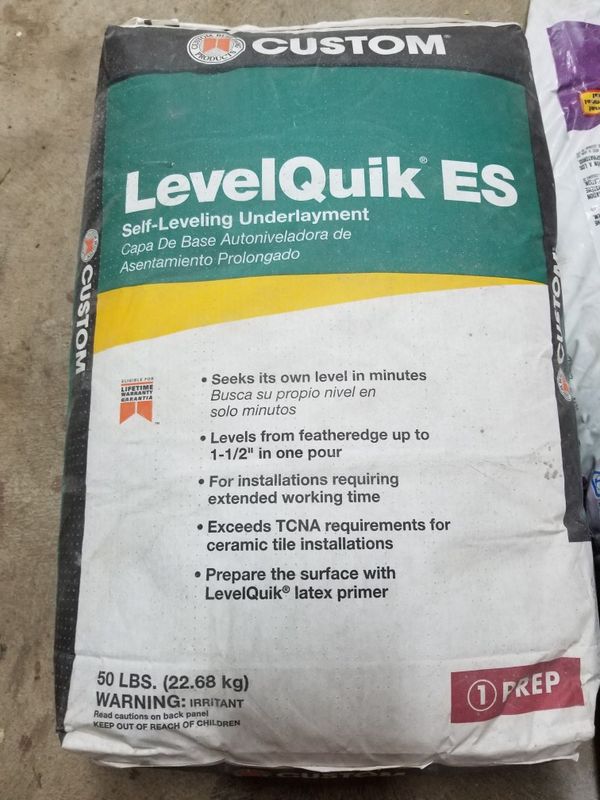 CUSTOM
LevelQuik® ES
Self-Leveling Underlayment
Capa De Base Autoniveladora de
Asentamiento Prolongado
CUSTOM
CUSTOM
ELIGIBLE FOR
LIFETIME
WARRANTY
GARANTIA
• Seeks its own level in minutes
Busca su propio nivel en
solo minutos
• Levels from featheredge up to
1-1/2" in one pour
• For installations requiring
extended working time
• Exceeds TCNA requirements for
ceramic tile installations
• Prepare the surface with
LevelQuik® latex primer
50 LBS. (22.68 kg)
WARNING: IRRITANT
Read cautions on back panel
KEEP OUT OF REACH OF CHILDREN
1 PREP
CUSTOM